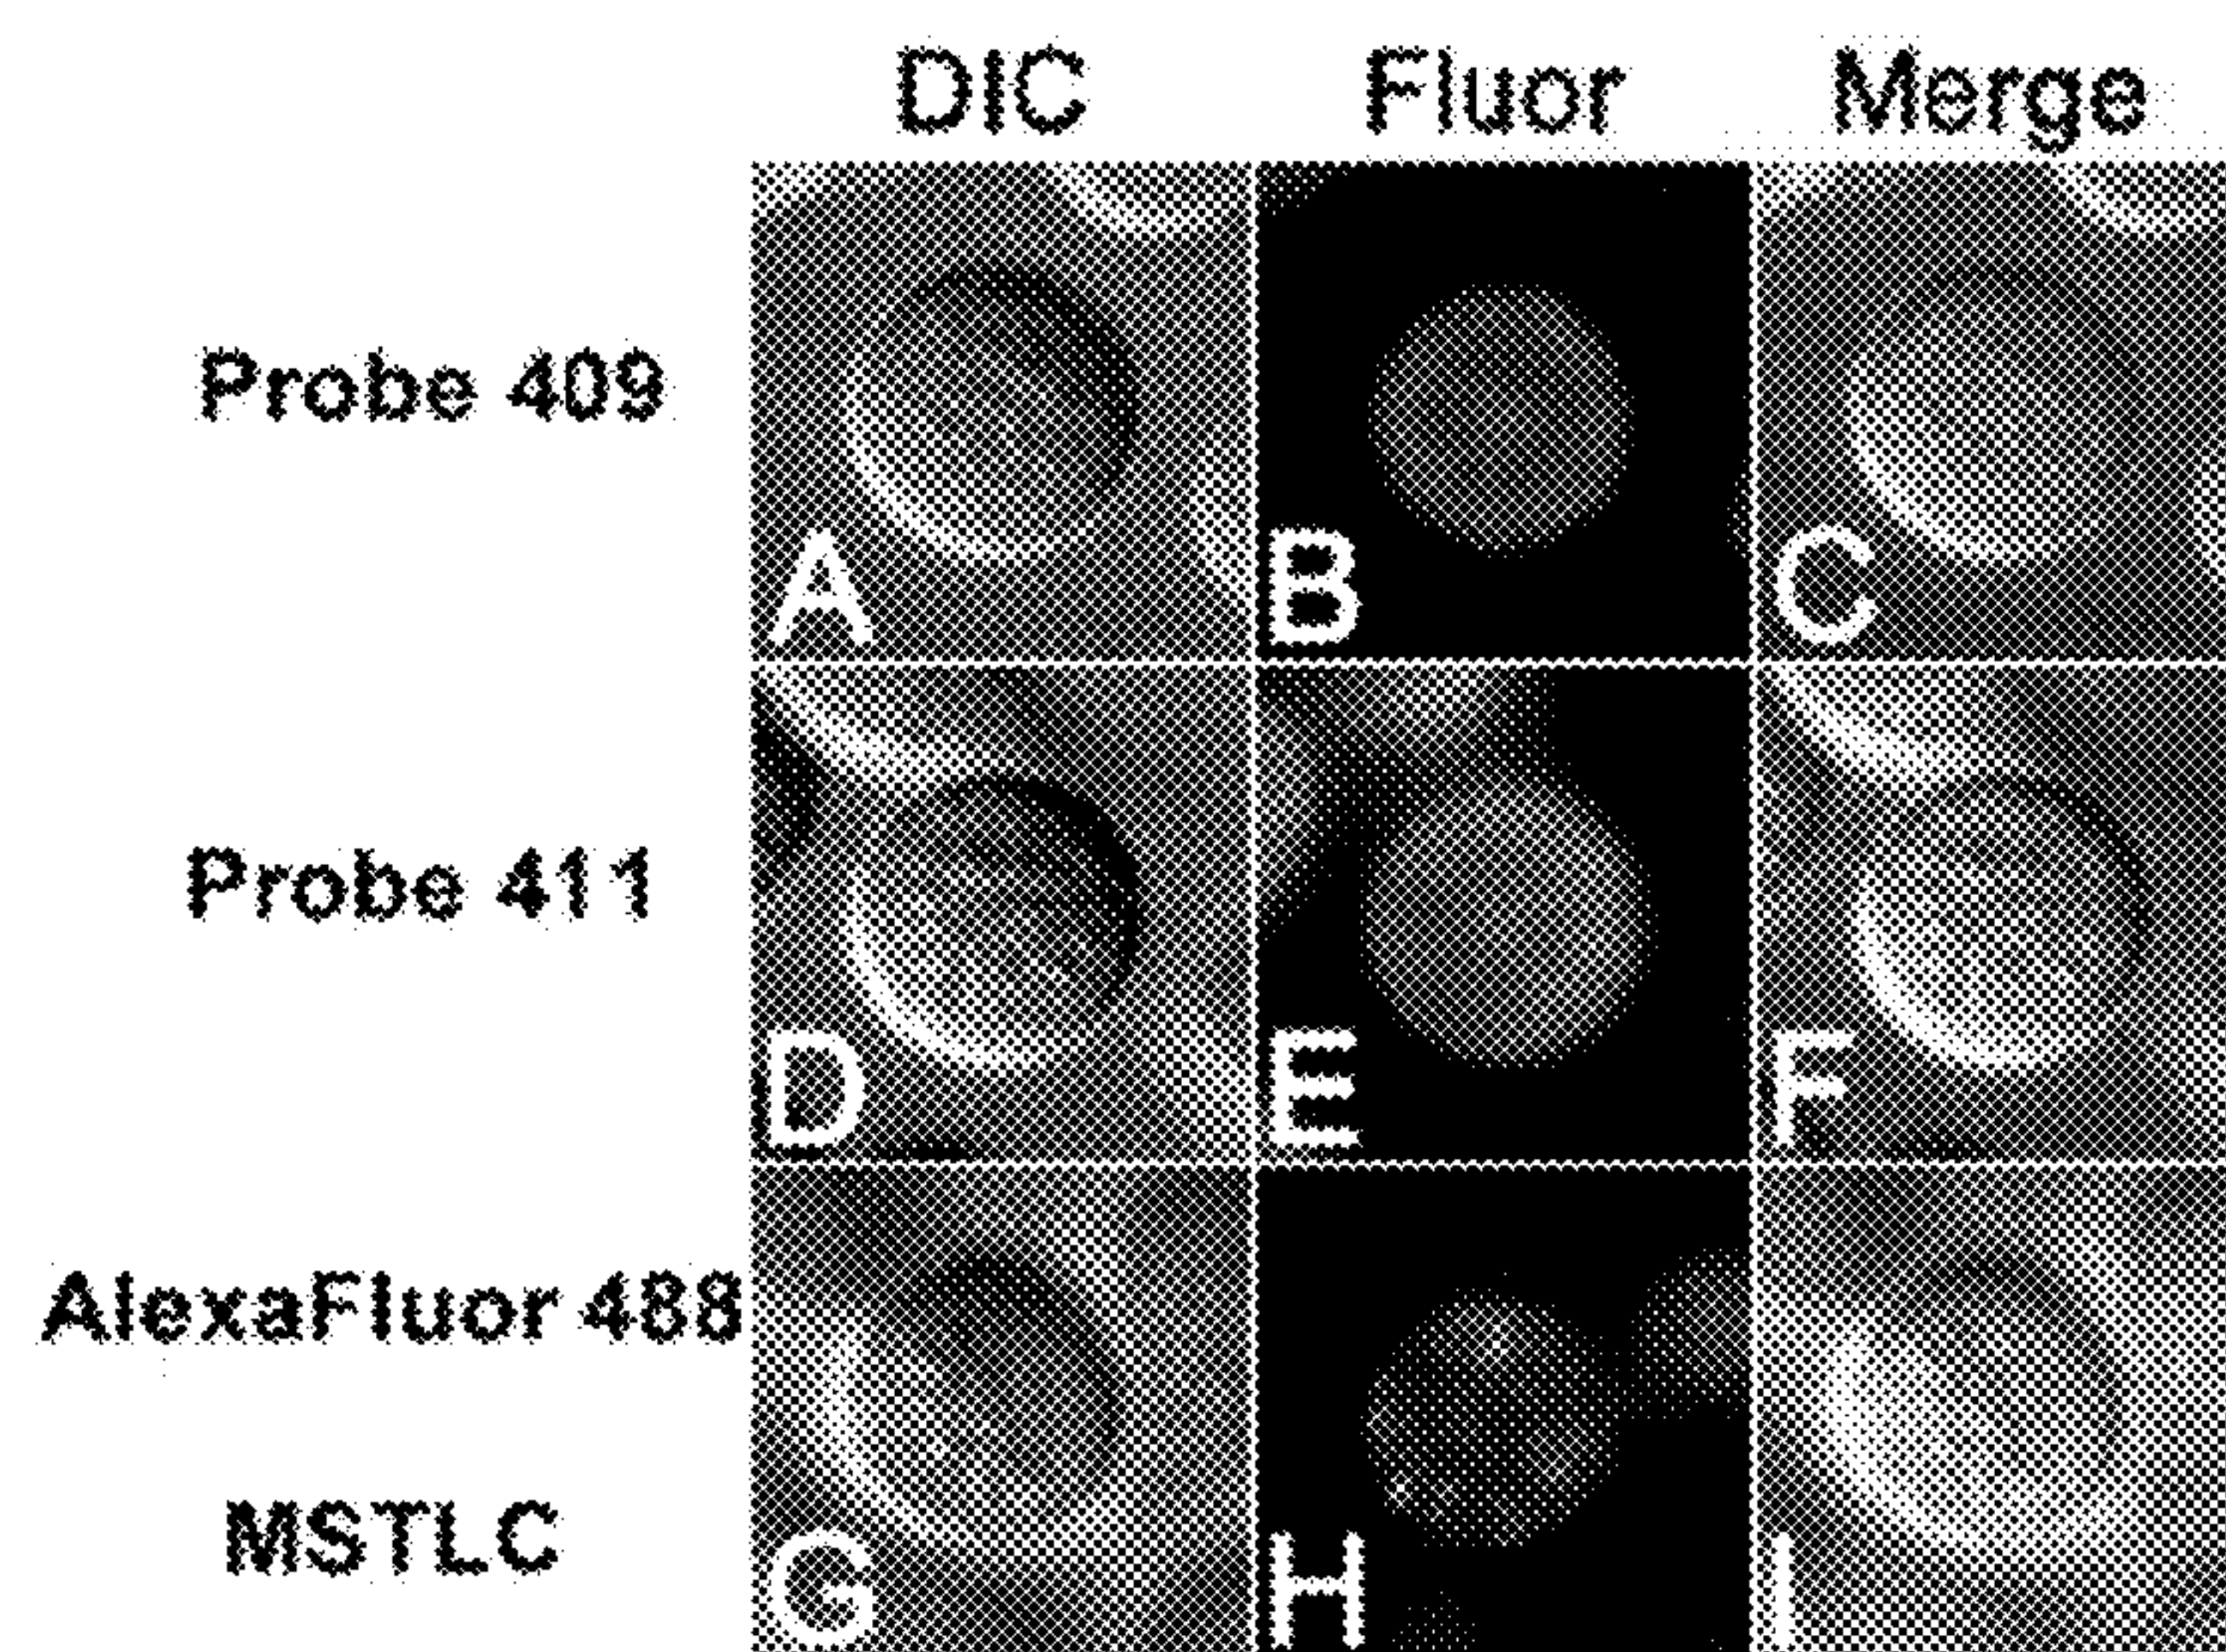 DIC Fluor Merge
Probe 409
A B C
Probe 411
D E F
AlexaFluor 488
MSTLC
G H I